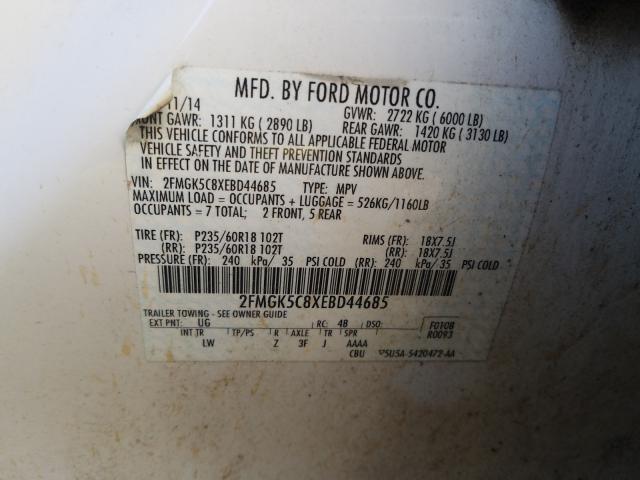 MFD. BY FORD MOTOR CO.
11/14 GVWR: 2722 KG ( 6000 LB)
FRONT GAWR: 1311 KG ( 2890 LB) REAR GAWR: 1420 KG ( 3130 LB)
THIS VEHICLE CONFORMS TO ALL APPLICABLE FEDERAL MOTOR
VEHICLE SAFETY AND THEFT PREVENTION STANDARDS
IN EFFECT ON THE DATE OF MANUFACTURE SHOWN ABOVE.
VIN: 2FMGK5C8XEBD44685 TYPE: MPV
MAXIMUM LOAD = OCCUPANTS + LUGGAGE = 526KG/1160LB
OCCUPANTS = 7 TOTAL; 2 FRONT, 5 REAR
TIRE (FR): P235/60R18 102T RIMS (FR): 18X7.5J
(RR): P235/60R18 102T (RR): 18X7.5J
PRESSURE (FR): 240 kPa/ 35 PSI COLD (RR): 240 kPa/ 35 PSI COLD
2FMGK5C8XEBD44685
TRAILER TOWING - SEE OWNER GUIDE
EXT PNT: UG RC: 4B DSO: F0108
INT TR TP/PS R AXLE TR SPR R0093
LW Z 3F J AAAA
CBU 5U5A-5420472-AA